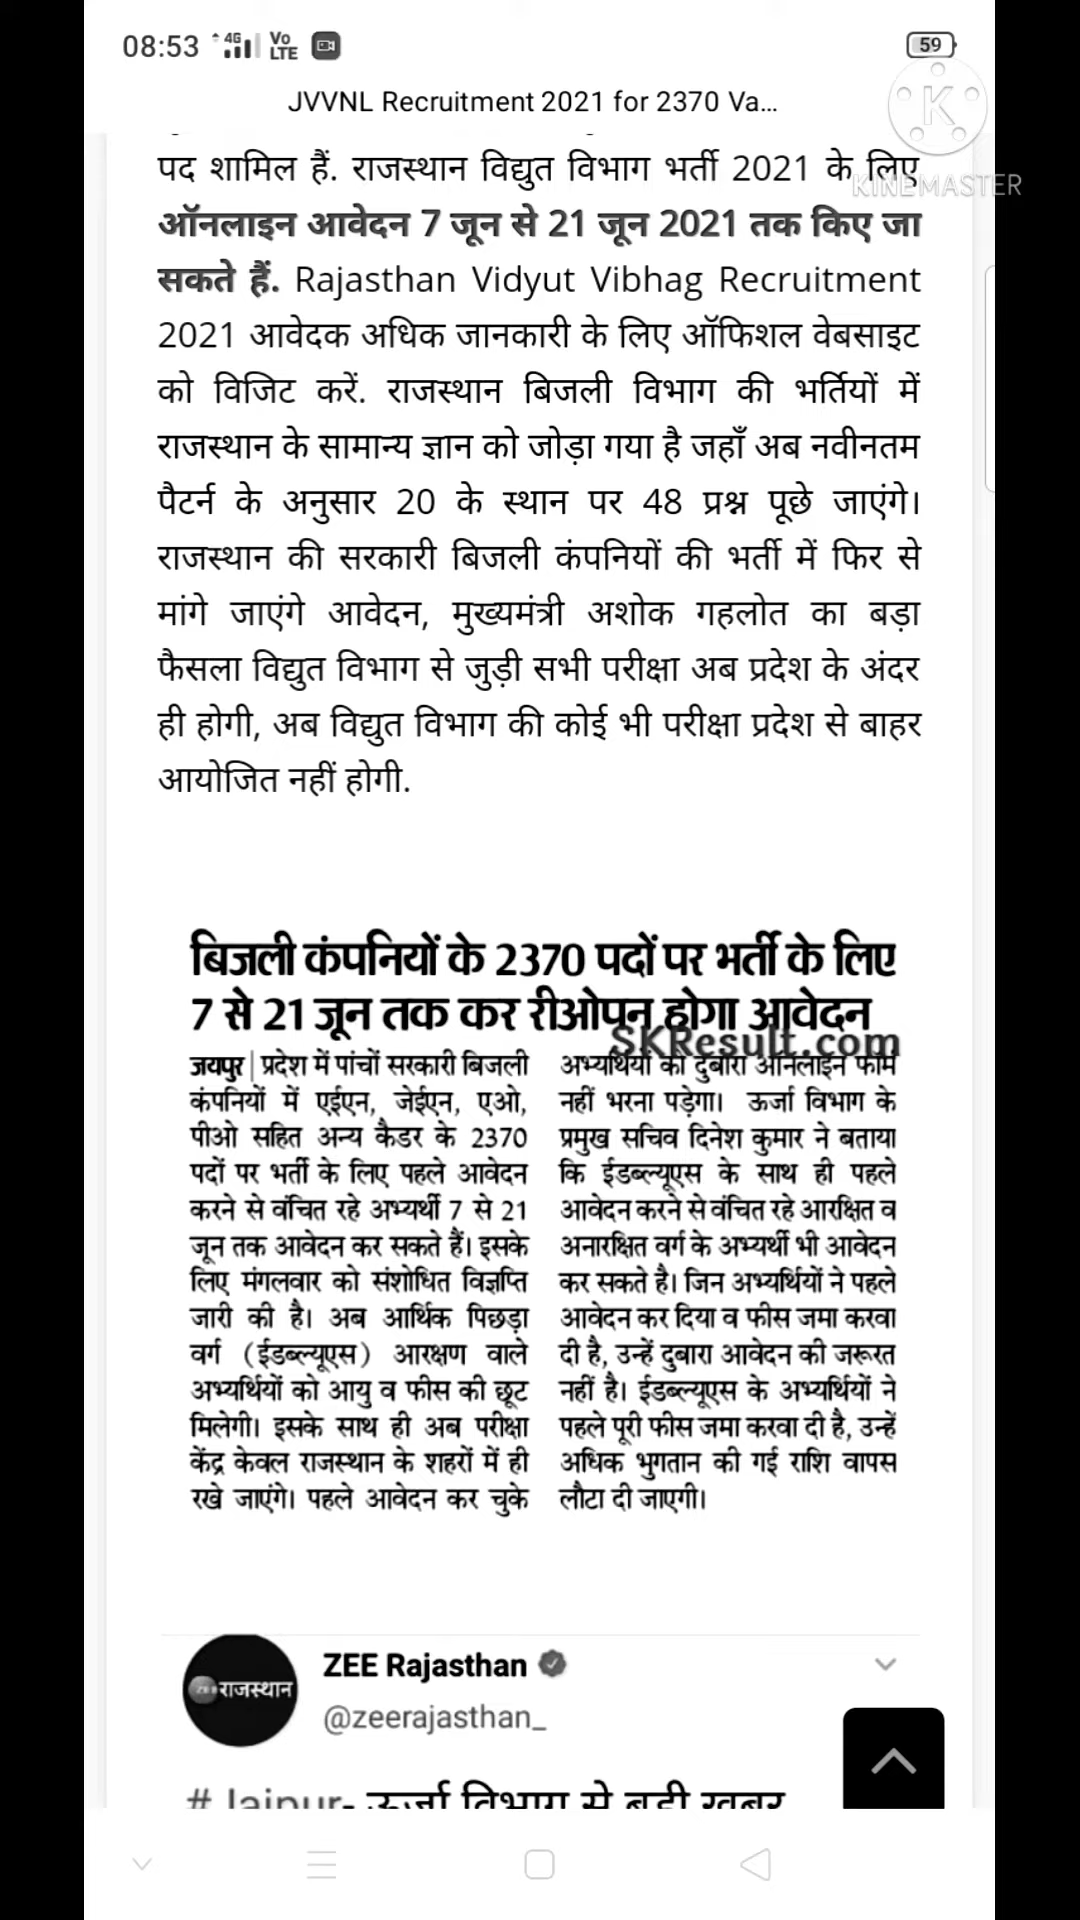 08:53 4G Vo LTE 59
JVVNL Recruitment 2021 for 2370 Va...
K
KINEMASTER
पद शामिल हैं. राजस्थान विद्युत विभाग भर्ती 2021 के लिए
ऑनलाइन आवेदन 7 जून से 21 जून 2021 तक किए जा
सकते हैं. Rajasthan Vidyut Vibhag Recruitment
2021 आवेदक अधिक जानकारी के लिए ऑफिशल वेबसाइट
को विजिट करें. राजस्थान बिजली विभाग की भर्तियों में
राजस्थान के सामान्य ज्ञान को जोड़ा गया है जहाँ अब नवीनतम
पैटर्न के अनुसार 20 के स्थान पर 48 प्रश्न पूछे जाएंगे।
राजस्थान की सरकारी बिजली कंपनियों की भर्ती में फिर से
मांगे जाएंगे आवेदन, मुख्यमंत्री अशोक गहलोत का बड़ा
फैसला विद्युत विभाग से जुड़ी सभी परीक्षा अब प्रदेश के अंदर
ही होगी, अब विद्युत विभाग की कोई भी परीक्षा प्रदेश से बाहर
आयोजित नहीं होगी.
बिजली कंपनियों के 2370 पदों पर भर्ती के लिए
7 से 21 जून तक कर रीओपन होगा आवेदन
SKResult.com
जयपुर | प्रदेश में पांचों सरकारी बिजली
कंपनियों में एईएन, जेईएन, एओ,
पीओ सहित अन्य कैडर के 2370
पदों पर भर्ती के लिए पहले आवेदन
करने से वंचित रहे अभ्यर्थी 7 से 21
जून तक आवेदन कर सकते हैं। इसके
लिए मंगलवार को संशोधित विज्ञप्ति
जारी की है। अब आर्थिक पिछड़ा
वर्ग (ईडब्ल्यूएस) आरक्षण वाले
अभ्यर्थियों को आयु व फीस की छूट
मिलेगी। इसके साथ ही अब परीक्षा
केंद्र केवल राजस्थान के शहरों में ही
रखे जाएंगे। पहले आवेदन कर चुके
अभ्यर्थियों को दुबारा ऑनलाइन फॉर्म
नहीं भरना पड़ेगा। ऊर्जा विभाग के
प्रमुख सचिव दिनेश कुमार ने बताया
कि ईडब्ल्यूएस के साथ ही पहले
आवेदन करने से वंचित रहे आरक्षित व
अनारक्षित वर्ग के अभ्यर्थी भी आवेदन
कर सकते है। जिन अभ्यर्थियों ने पहले
आवेदन कर दिया व फीस जमा करवा
दी है, उन्हें दुबारा आवेदन की जरूरत
नहीं है। ईडब्ल्यूएस के अभ्यर्थियों ने
पहले पूरी फीस जमा करवा दी है, उन्हें
अधिक भुगतान की गई राशि वापस
लौटा दी जाएगी।
राजस्थान
ZEE Rajasthan
@zeerajasthan_
#Jaipur- ऊर्जा विभाग से बड़ी खबर